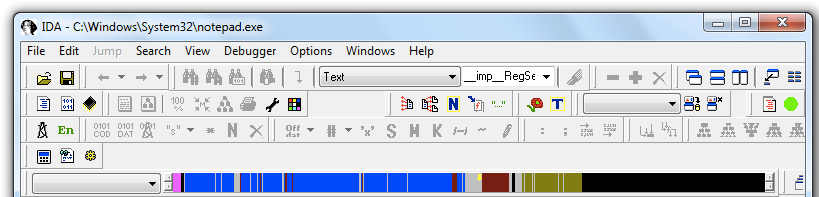 IDA - C:\Windows\System32\notepad.exe
File Edit Jump Search View Debugger Options Windows Help
Text __imp__RegSe
100 %
N "..." T
En 0101 COD 0101 DAT "s" * N Off 'x' S M K ~ : ;